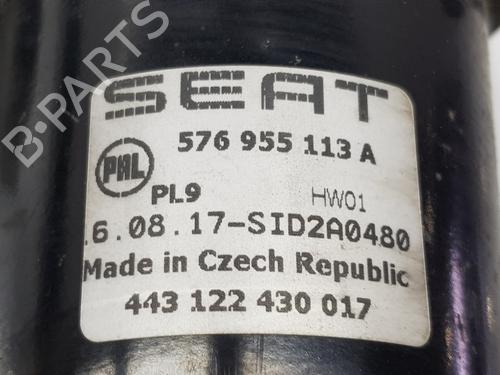 SEAT
576 955 113 A
PAL
PL9 HW01
.6.08.17-SID2A0480
Made in Czech Republic
443 122 430 017
B-PARTS